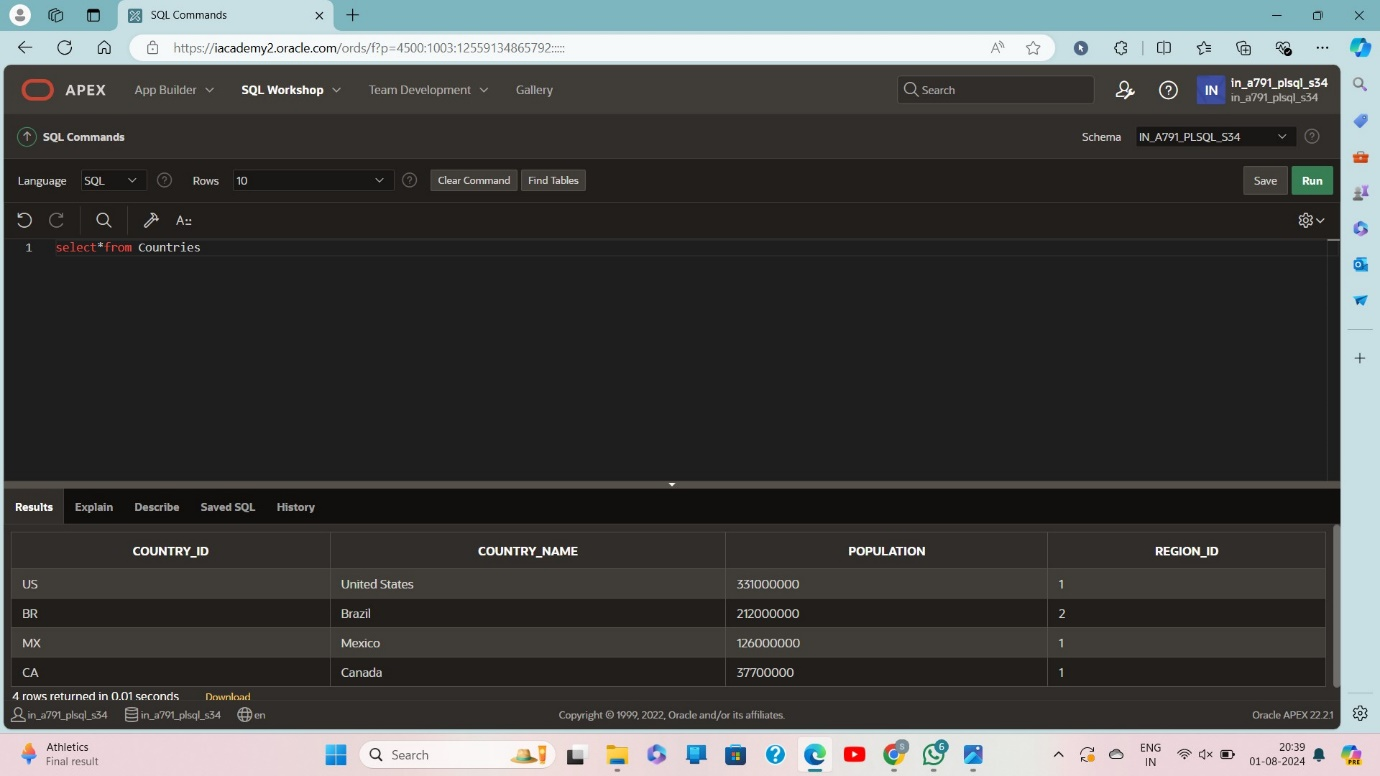 SQL Commands
https://iacademy2.oracle.com/ords/f?p=4500:1003:12559134865792:::::
APEX App Builder SQL Workshop Team Development Gallery Search IN in_a791_plsql_s34
in_a791_plsql_s34
SQL Commands Schema IN_A791_PLSQL_S34
Language SQL Rows 10 Clear Command Find Tables Save Run
1 select*from Countries
Results Explain Describe Saved SQL History
COUNTRY_ID COUNTRY_NAME POPULATION REGION_ID
US United States 331000000 1
BR Brazil 212000000 2
MX Mexico 126000000 1
CA Canada 37700000 1
4 rows returned in 0.01 seconds Download
in_a791_plsql_s34 in_a791_plsql_s34 en Copyright © 1999, 2022, Oracle and/or its affiliates. Oracle APEX 22.2.1
Athletics
Final result
Search
S
6
ENG
IN
20:39
01-08-2024
PRE